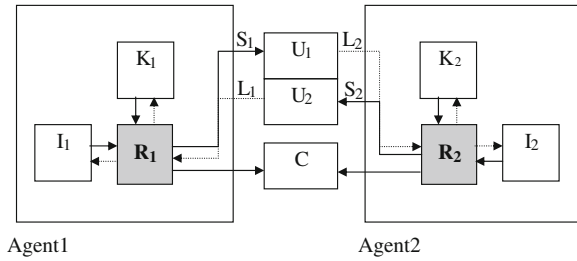 S1 U1 L2
K1 K2
L1 U2 S2
I1 R1 C R2 I2
Agent1 Agent2